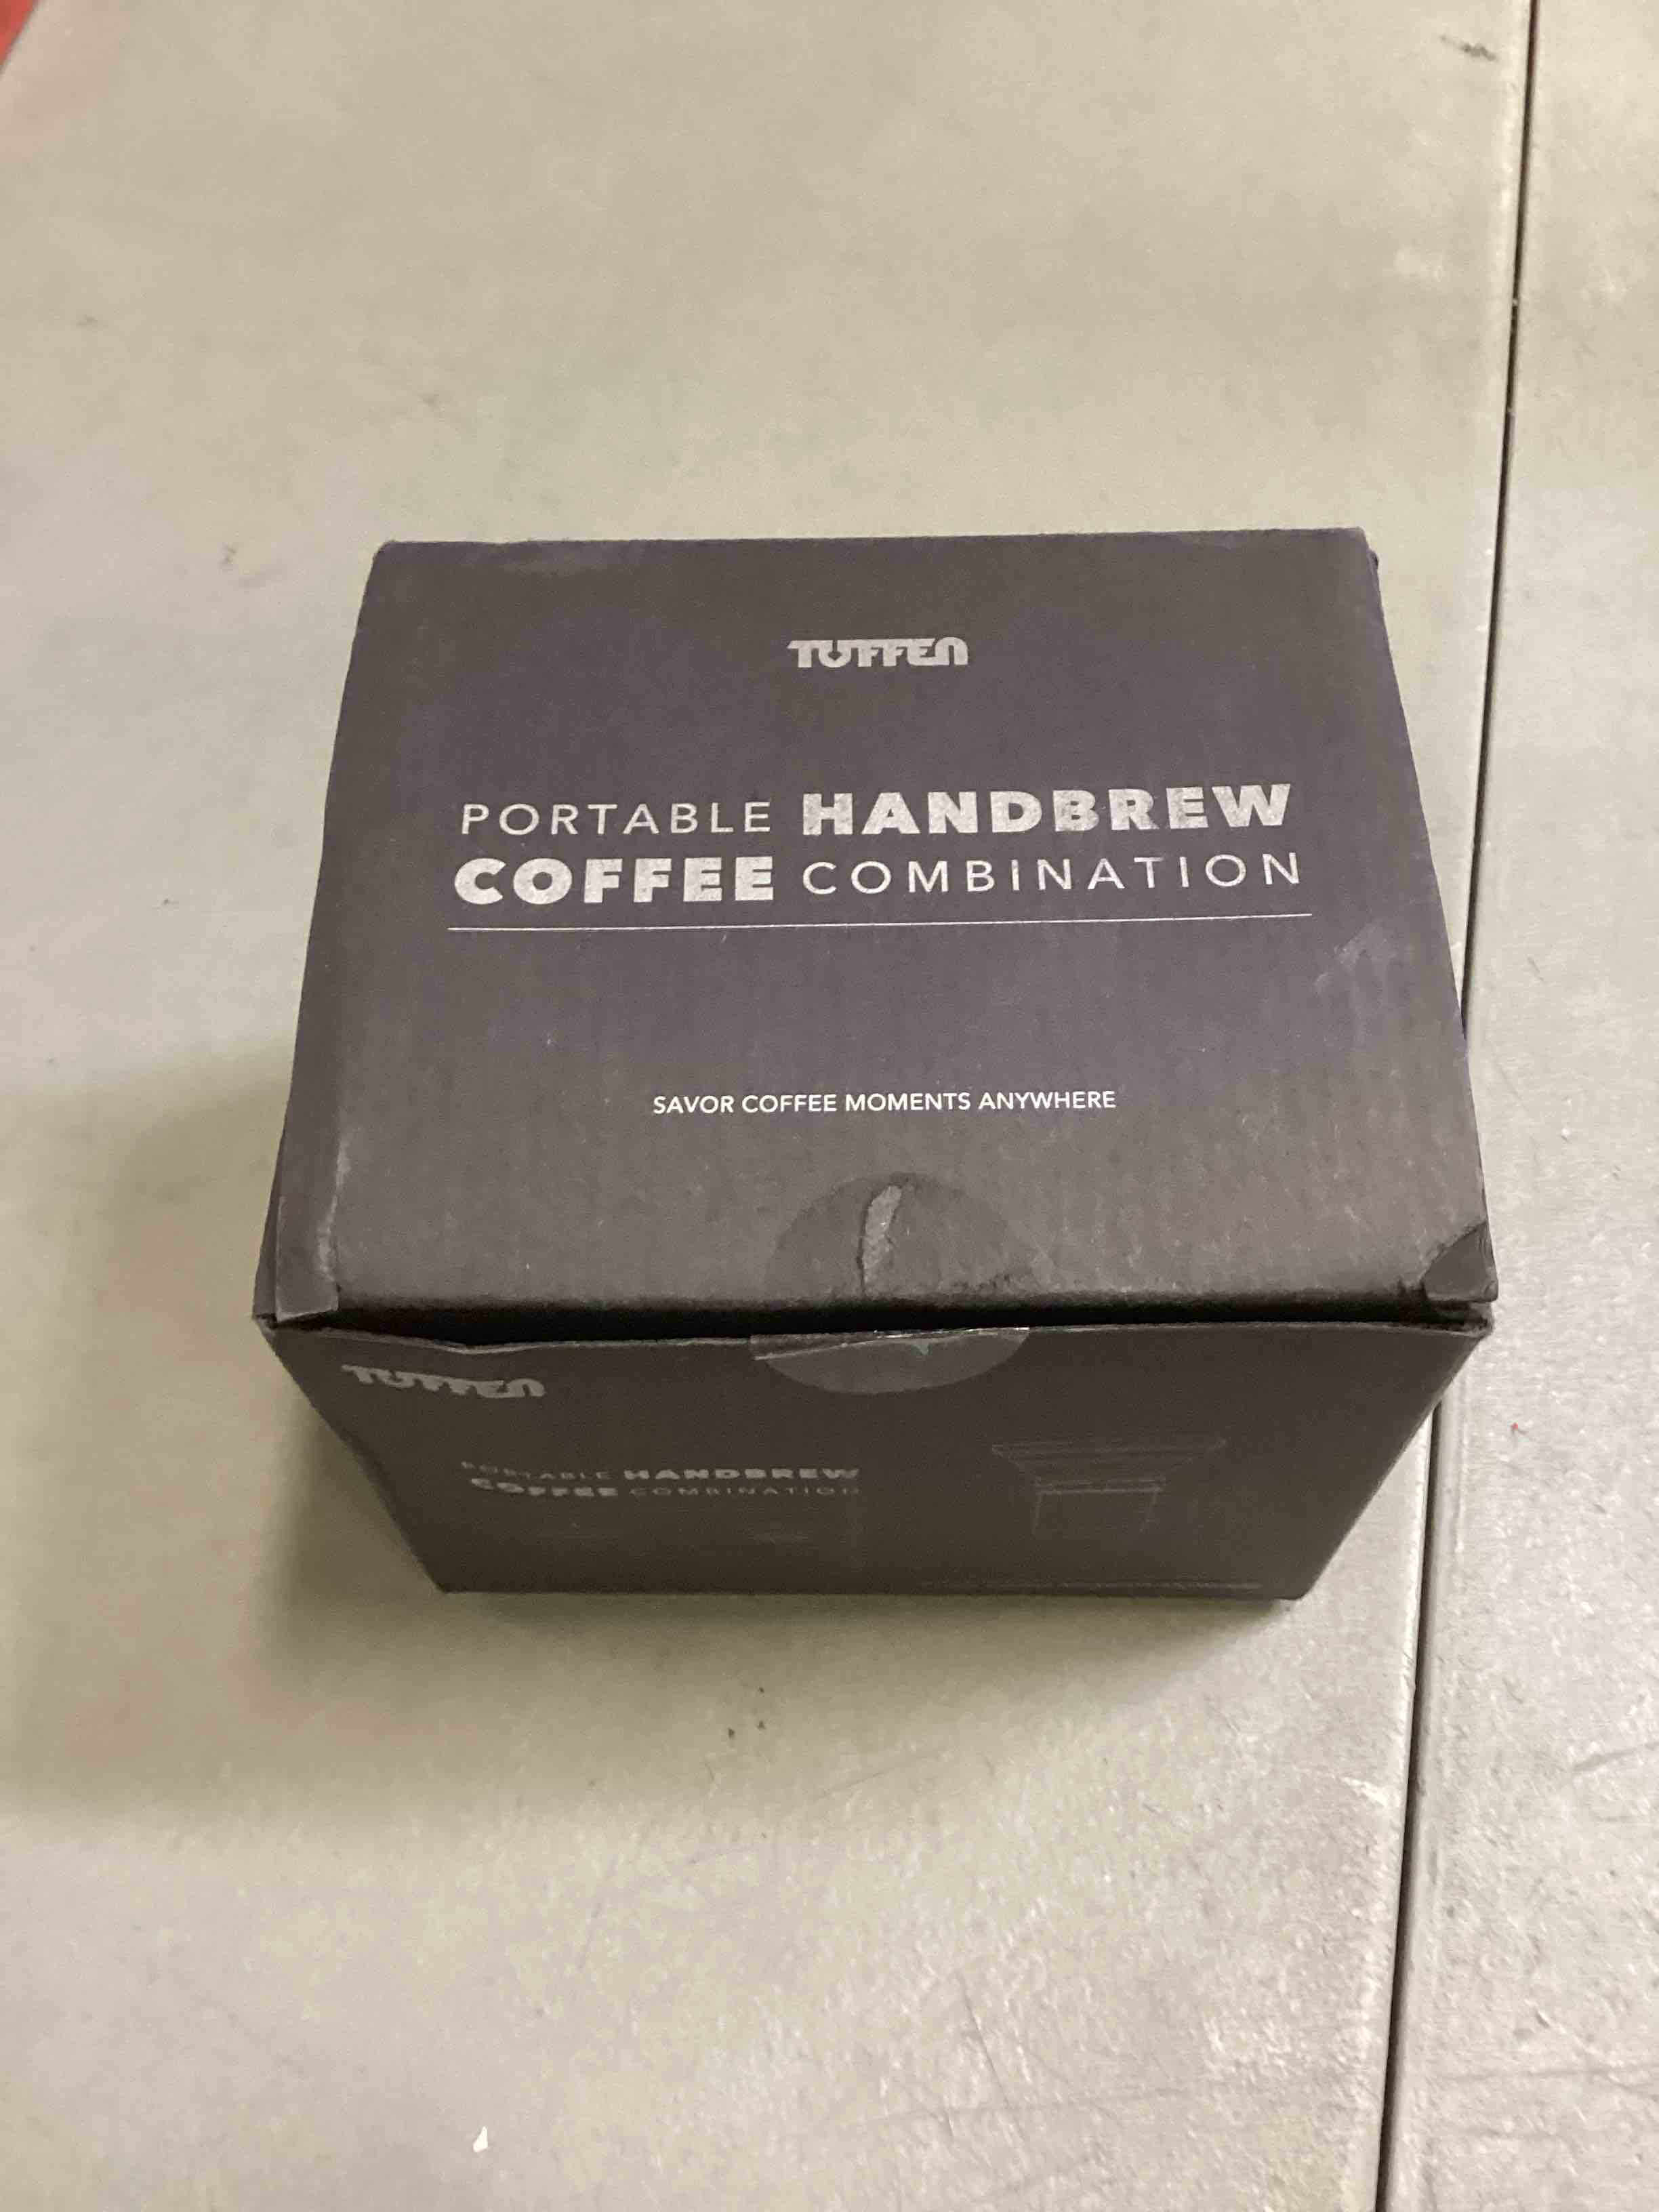 TUFFEN
PORTABLE HANDBREW
COFFEE COMBINATION
SAVOR COFFEE MOMENTS ANYWHERE
TUFFEN
PORTABLE HANDBREW
COFFEE COMBINATION